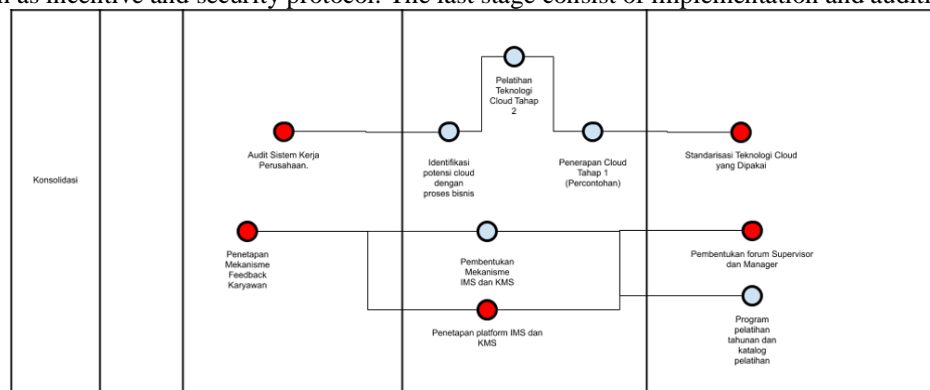 as incentive and security protocol. The last stage consist of implementation and
Pelatihan
Teknologi
Cloud Tahap
2
Audit Sistem Kerja
Perusahaan.
Identifikasi
potensi cloud
dengan
proses bisnis
Penerapan Cloud
Tahap 1
(Percontohan)
Standarisasi Teknologi Cloud
yang Dipakai
Konsolidasi
Penetapan
Mekanisme
Feedback
Karyawan
Pembentukan
Mekanisme
IMS dan KMS
Pembentukan forum Supervisor
dan Manager
Penetapan platform IMS dan
KMS
Program
pelatihan
tahunan dan
katalog
pelatihan